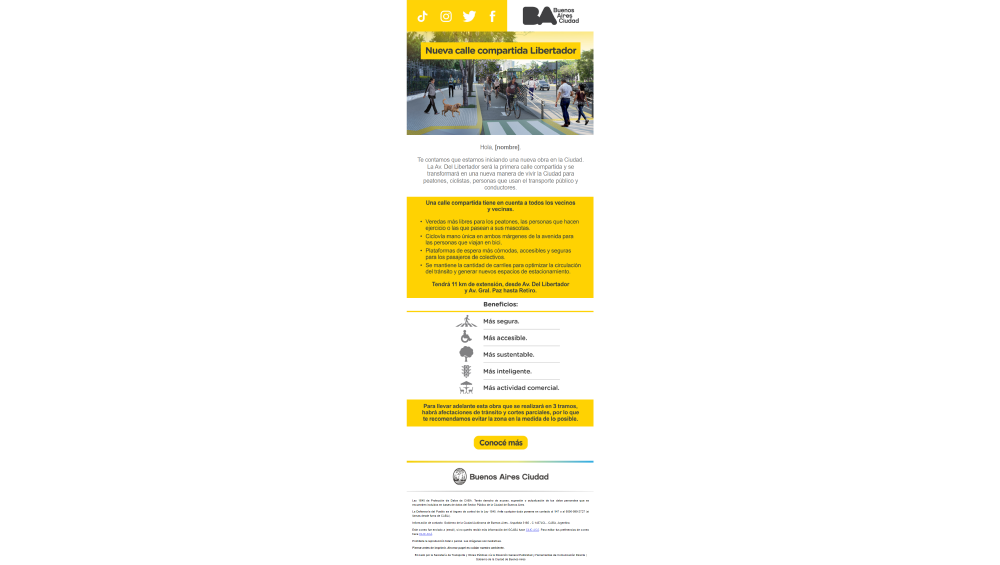 BA Buenos
Aires
Ciudad
Nueva calle compartida Libertador
Hola, [nombre].
Te contamos que estamos iniciando una nueva obra en la Ciudad.
La Av. Del Libertador será la primera calle compartida y se
transformará en una nueva manera de vivir la Ciudad para
peatones, ciclistas, personas que usan el transporte público y
conductores.
Una calle compartida tiene en cuenta a todos los vecinos
y vecinas.
• Veredas más libres para los peatones, las personas que hacen
ejercicio o las que pasean a sus mascotas.
• Ciclovía mano única en ambos márgenes de la avenida para
las personas que viajan en bici.
• Plataformas de espera más cómodas, accesibles y seguras
para los pasajeros de colectivos.
• Se mantiene la cantidad de carriles para optimizar la circulación
del tránsito y generar nuevos espacios de estacionamiento.
Tendrá 11 km de extensión, desde Av. Del Libertador
y Av. Gral. Paz hasta Retiro.
Beneficios:
Más segura.
Más accesible.
Más sustentable.
Más inteligente.
Más actividad comercial.
Para llevar adelante esta obra que se realizará en 3 tramos,
habrá afectaciones de tránsito y cortes parciales, por lo que
te recomendamos evitar la zona en la medida de lo posible.
Conocé más
Buenos Aires Ciudad